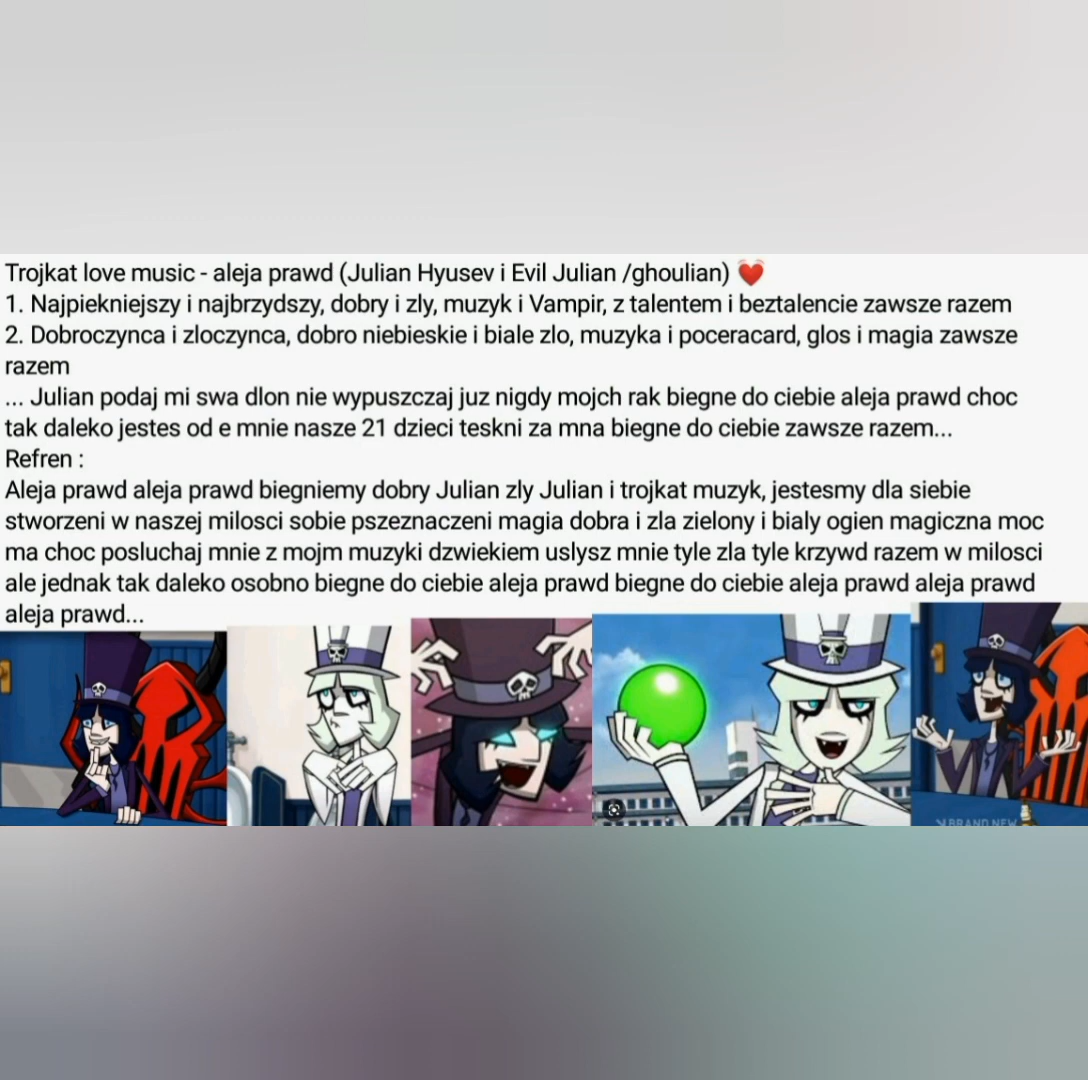 Trojkat love music - aleja prawd (Julian Hyusev i Evil Julian /ghoulian) ❤️
1. Najpiekniejszy i najbrzydszy, dobry i zly, muzyk i Vampir, z talentem i beztalencie zawsze razem
2. Dobroczynca i zloczynca, dobro niebieskie i biale zlo, muzyka i poceracard, glos i magia zawsze
razem
... Julian podaj mi swa dlon nie wypuszczaj juz nigdy mojch rak biegne do ciebie aleja prawd choc
tak daleko jestes od e mnie nasze 21 dzieci teskni za mna biegne do ciebie zawsze razem...
Refren :
Aleja prawd aleja prawd biegniemy dobry Julian zly Julian i trojkat muzyk, jestesmy dla siebie
stworzeni w naszej milosci sobie pszeznaczeni magia dobra i zla zielony i bialy ogien magiczna moc
ma choc posluchaj mnie z mojm muzyki dzwiekiem uslysz mnie tyle zla tyle krzywd razem w milosci
ale jednak tak daleko osobno biegne do ciebie aleja prawd biegne do ciebie aleja prawd aleja prawd
aleja prawd...
BRAND NEW